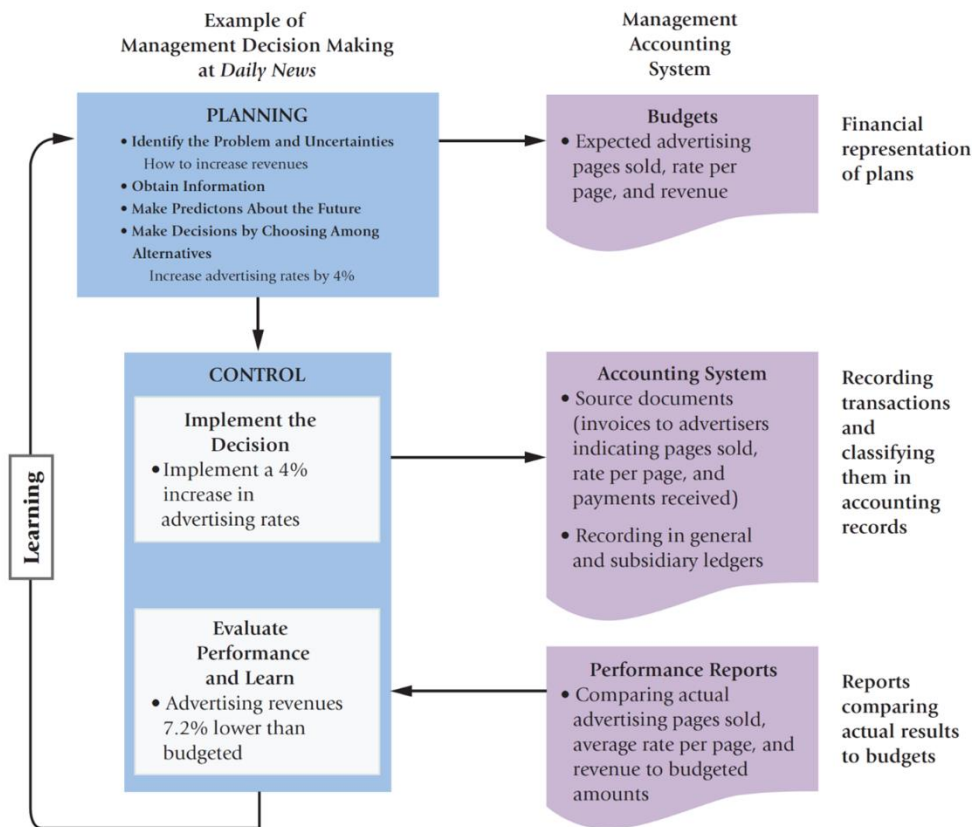 Example of
Management Decision Making
at Daily News
Management
Accounting
System
PLANNING
• Identify the Problem and Uncertainties
How to increase revenues
• Obtain Information
• Make Predictons About the Future
• Make Decisions by Choosing Among
Alternatives
Increase advertising rates by 4%
Budgets
• Expected advertising
pages sold, rate per
page, and revenue
Financial
representation
of plans
CONTROL
Implement the
Decision
• Implement a 4%
increase in
advertising rates
Accounting System
• Source documents
(invoices to advertisers
indicating pages sold,
rate per page, and
payments received)
• Recording in general
and subsidiary ledgers
Recording
transactions
and
classifying
them in
accounting
records
Learning
Evaluate
Performance
and Learn
• Advertising revenues
7.2% lower than
budgeted
Performance Reports
• Comparing actual
advertising pages sold,
average rate per page, and
revenue to budgeted
amounts
Reports
comparing
actual results
to budgets